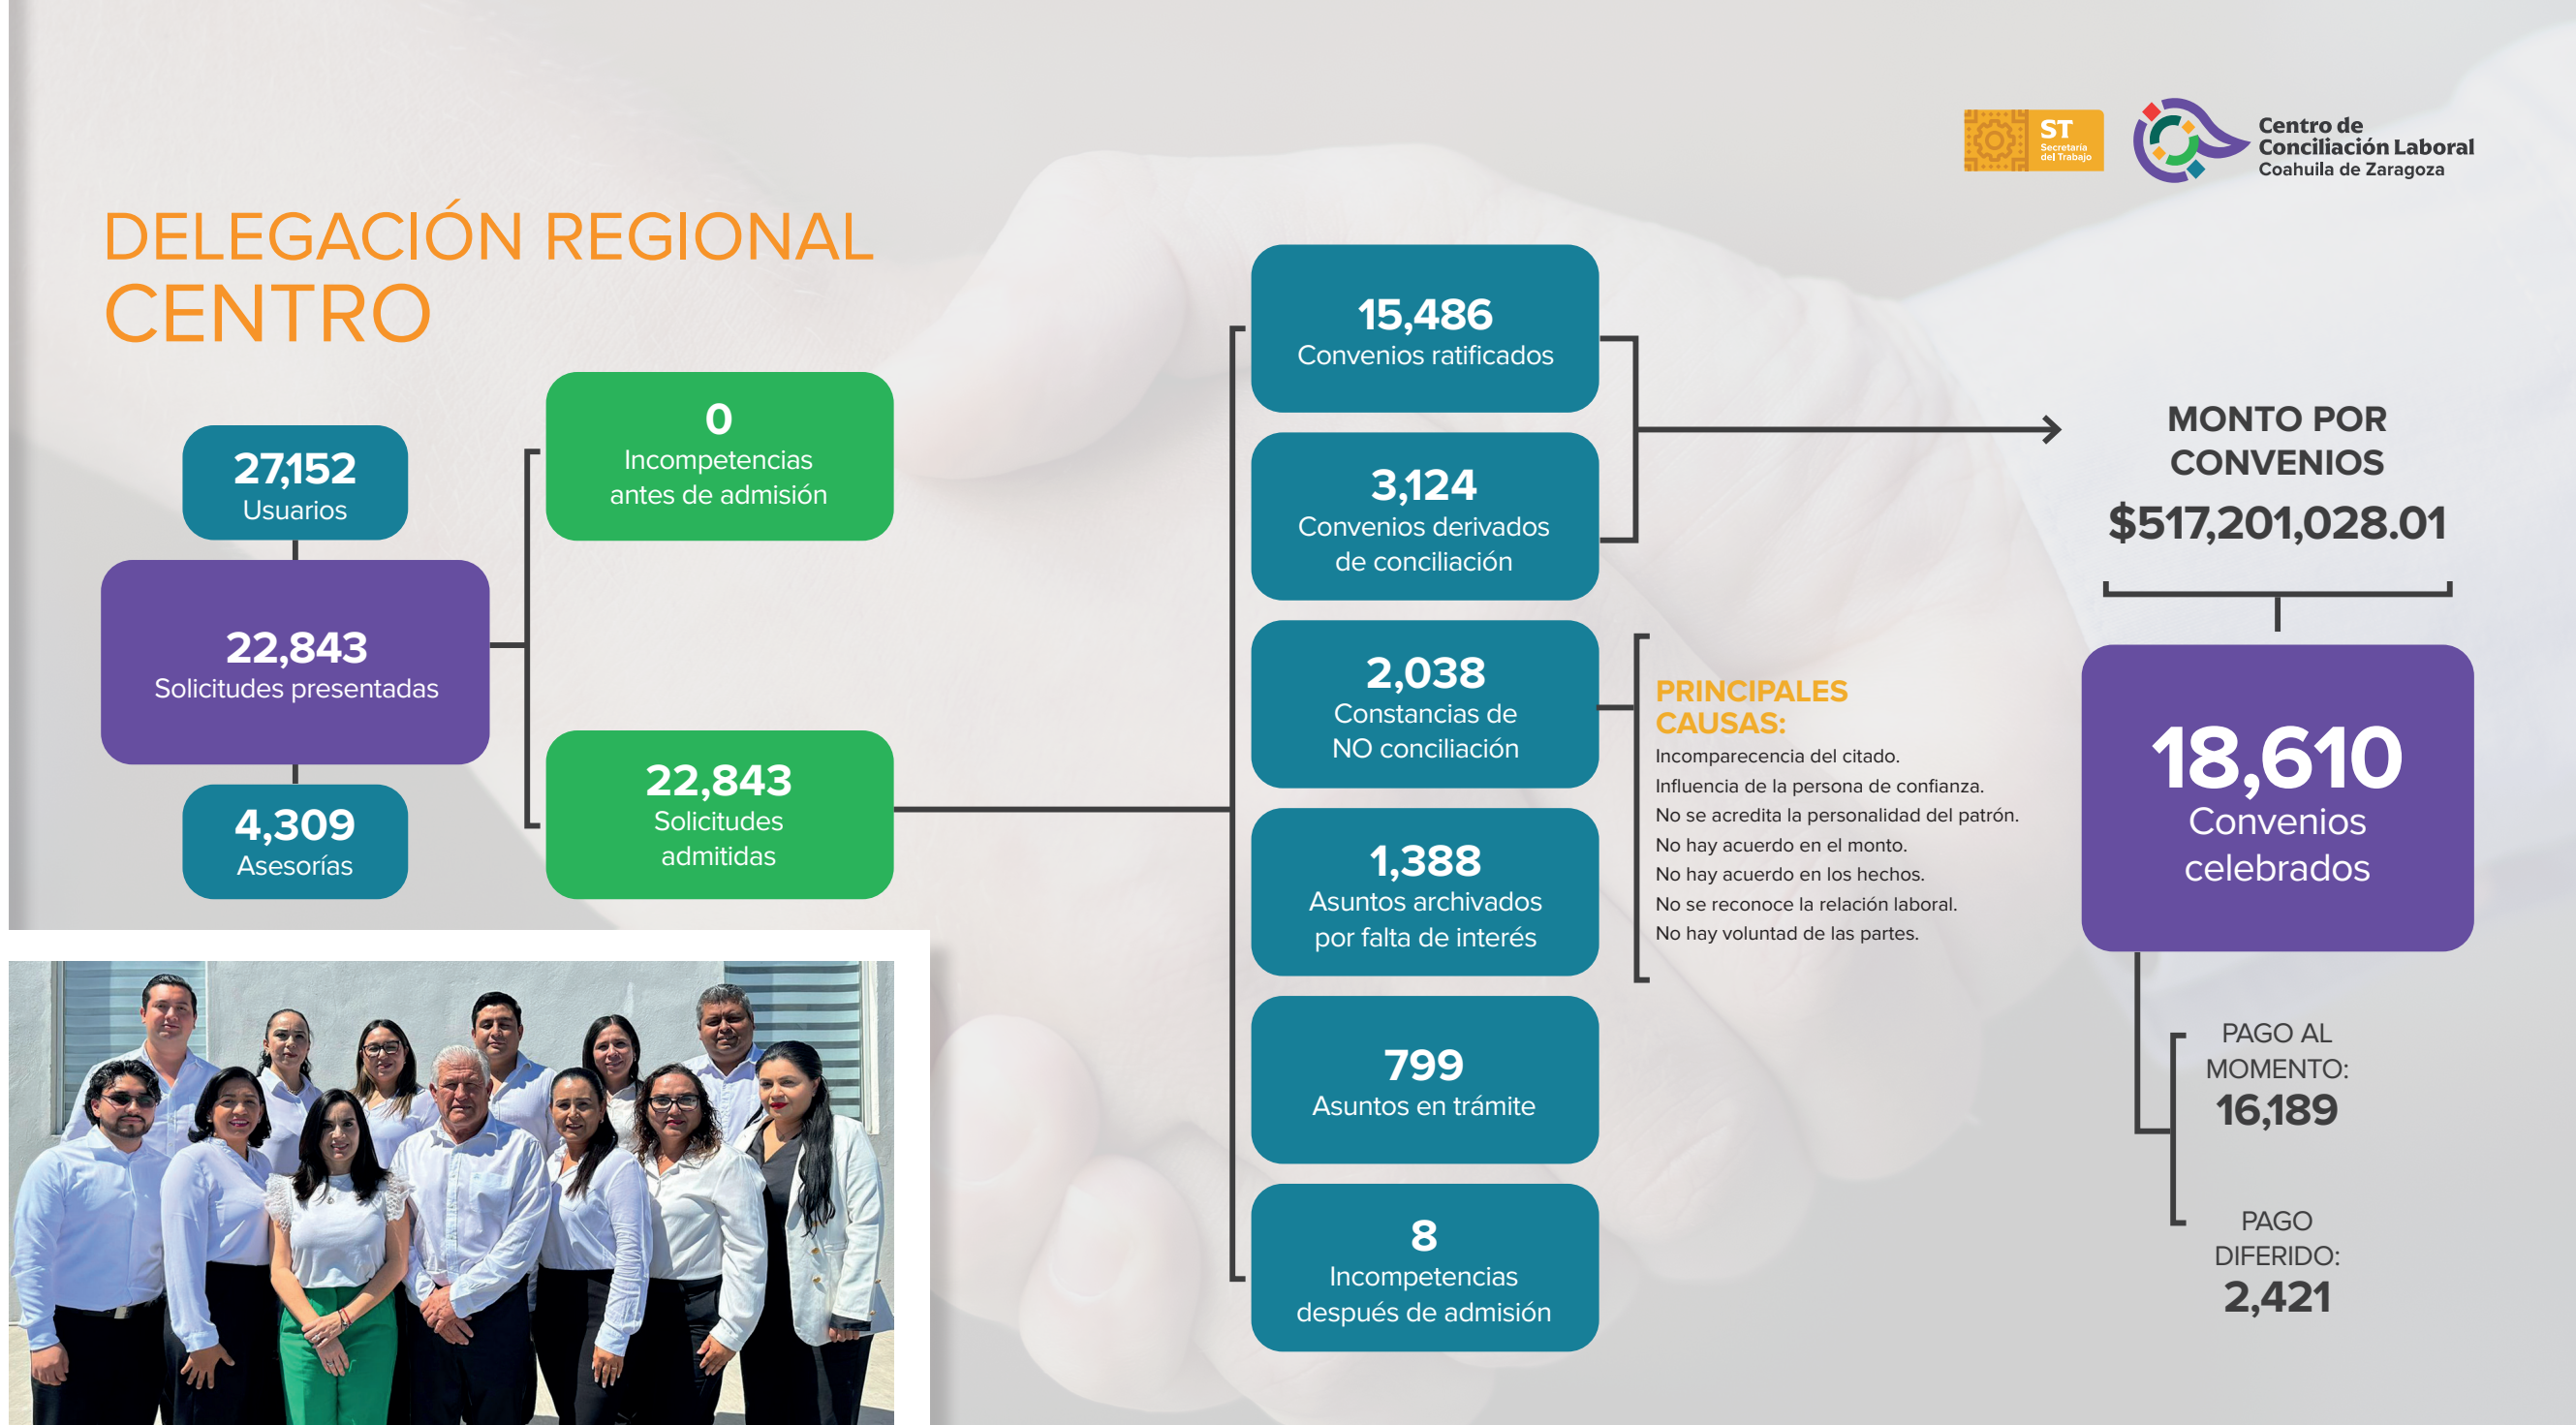 ST
Secretaría
del Trabajo
Centro de
Conciliación Laboral
Coahuila de Zaragoza
DELEGACIÓN REGIONAL
CENTRO
27,152
Usuarios
22,843
Solicitudes presentadas
4,309
Asesorías
0
Incompetencias
antes de admisión
22,843
Solicitudes
admitidas
15,486
Convenios ratificados
3,124
Convenios derivados
de conciliación
2,038
Constancias de
NO conciliación
1,388
Asuntos archivados
por falta de interés
799
Asuntos en trámite
8
Incompetencias
después de admisión
PRINCIPALES
CAUSAS:
Incomparecencia del citado.
Influencia de la persona de confianza.
No se acredita la personalidad del patrón.
No hay acuerdo en el monto.
No hay acuerdo en los hechos.
No se reconoce la relación laboral.
No hay voluntad de las partes.
MONTO POR
CONVENIOS
$517,201,028.01
18,610
Convenios
celebrados
PAGO AL
MOMENTO:
16,189
PAGO
DIFERIDO:
2,421